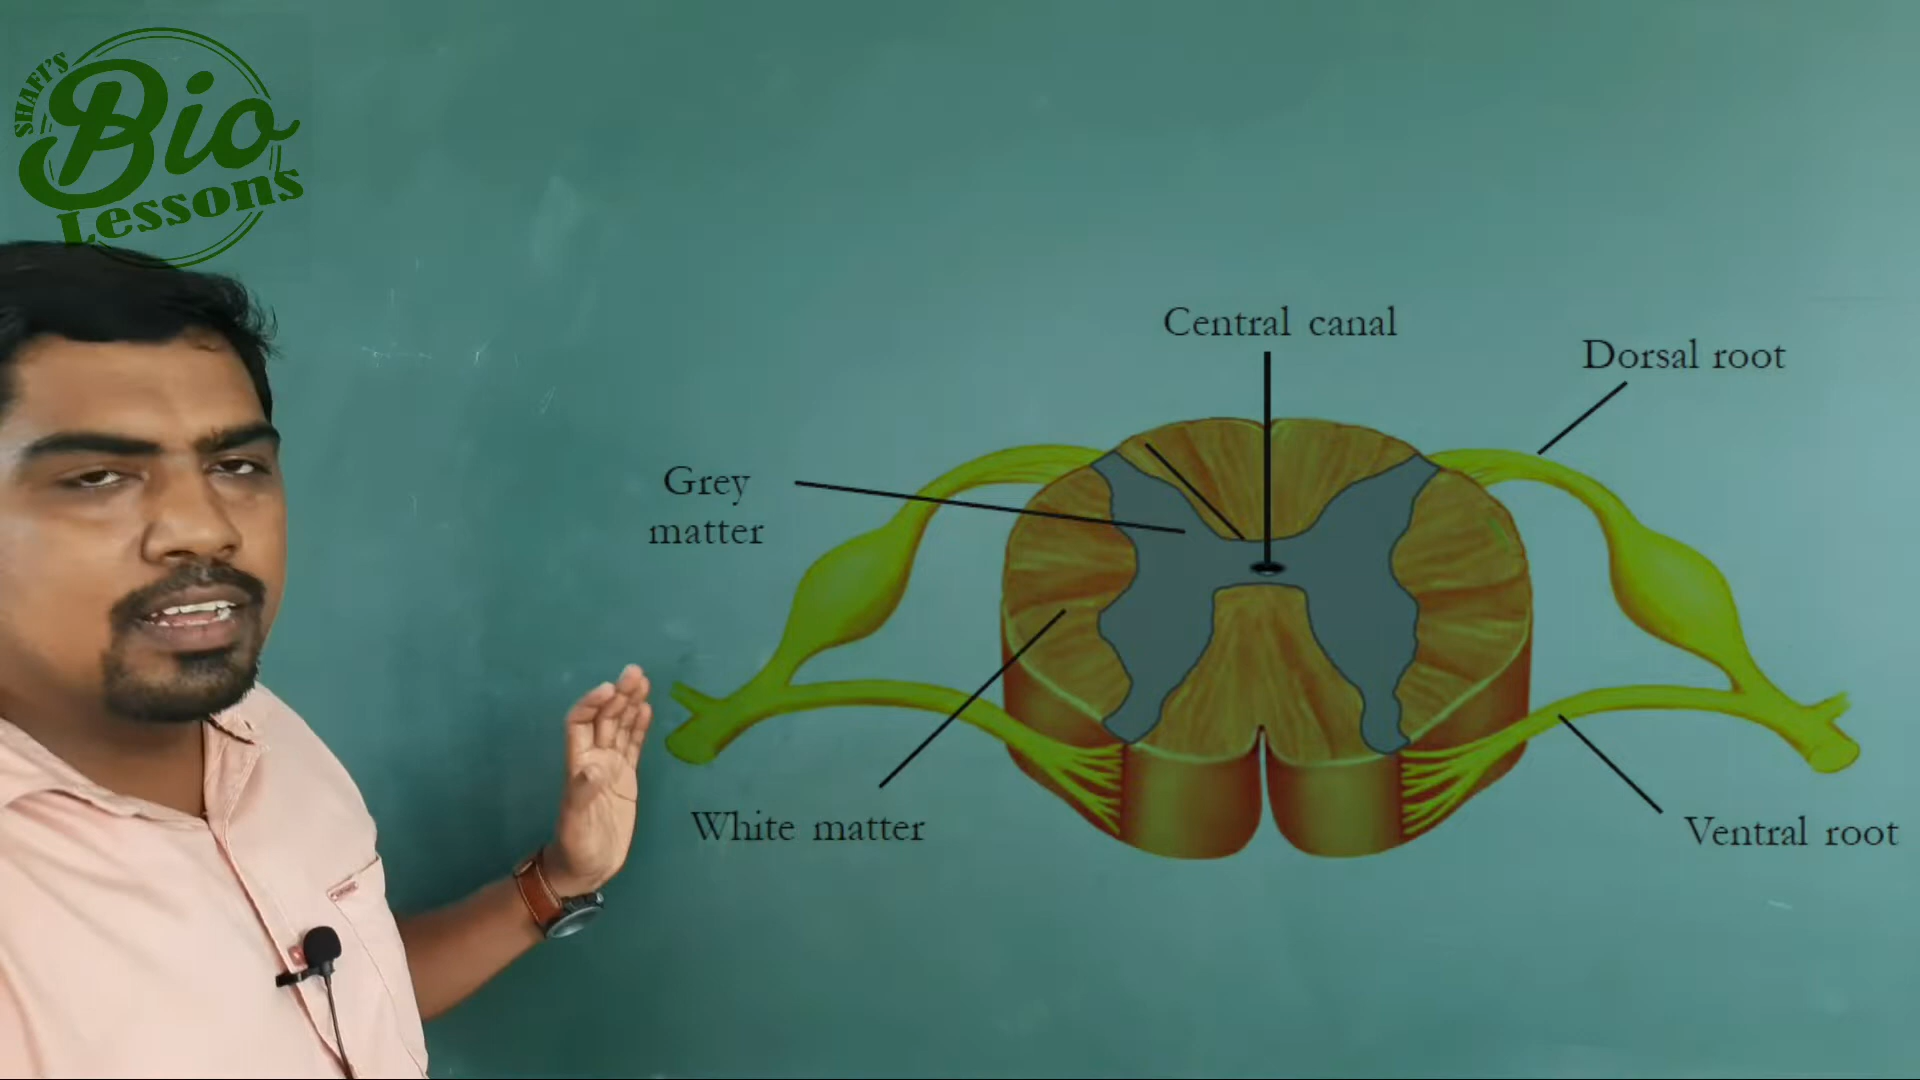 SHAFI'S
Bio
Lessons
Central canal
Dorsal root
Grey
matter
White matter
Ventral root